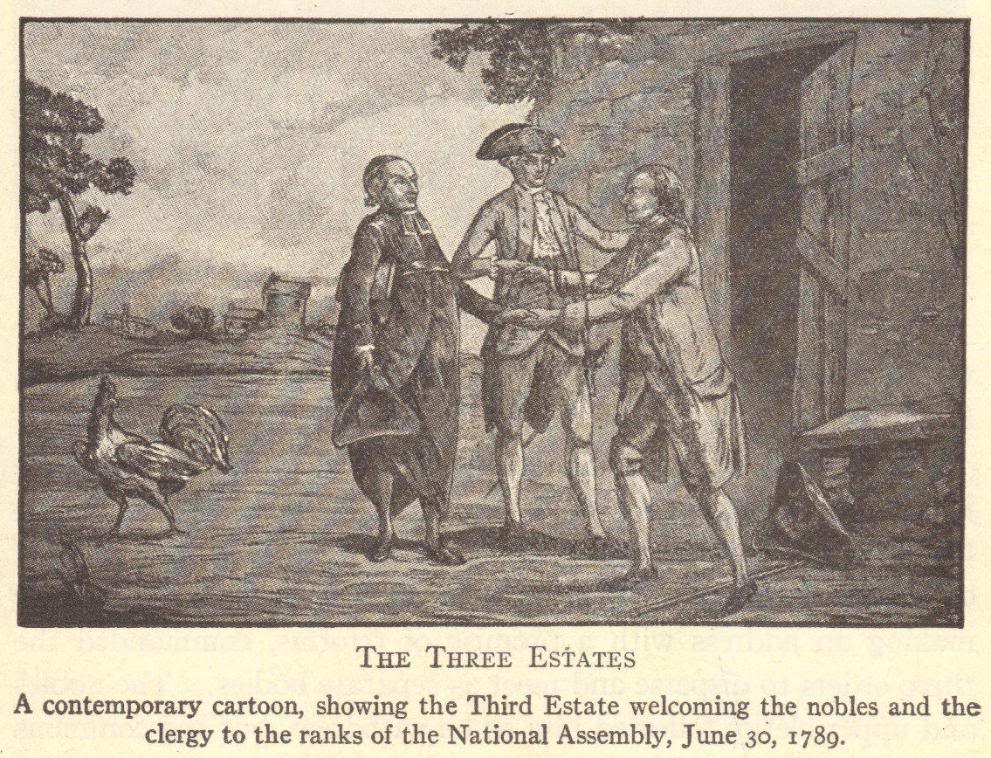 THE THREE ESTATES
A contemporary cartoon, showing the Third Estate welcoming the nobles and the
clergy to the ranks of the National Assembly, June 30, 1789.